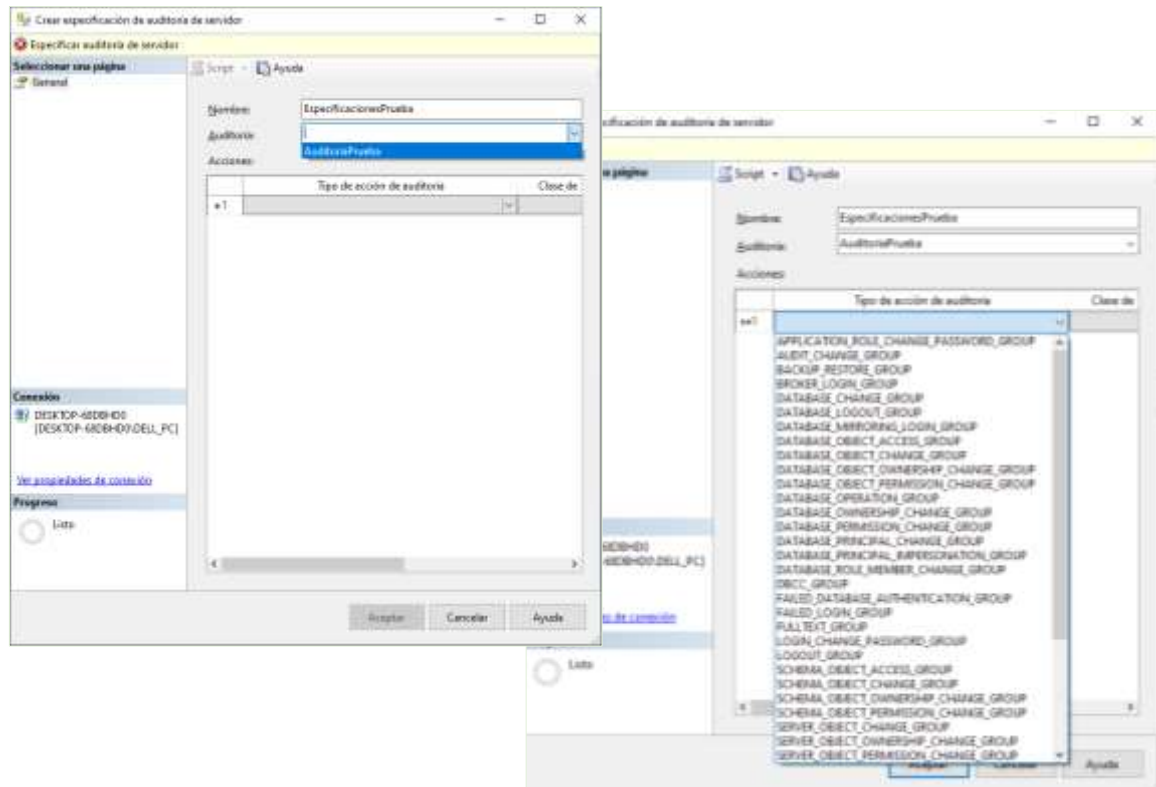 Crear especificación de auditoría de servidor
Especificar auditoría de servidor
Seleccionar una página
General
Script
Ayuda
Nombre:
EspecificacionesPrueba
Auditoría:
AuditoriaPrueba
Acciones:
Tipo de acción de auditoría
Clase de
*1
Conexión
DESKTOP-68DBHD0
[DESKTOP-68DBHD0\DELL_PC]
Ver propiedades de conexión
Progreso
Listo
Aceptar
Cancelar
Ayuda
ecificación de auditoría de servidor
a página
Script
Ayuda
Nombre:
EspecificacionesPrueba
Auditoría:
AuditoriaPrueba
Acciones:
Tipo de acción de auditoría
Clase de
APPLICATION_ROLE_CHANGE_PASSWORD_GROUP
AUDIT_CHANGE_GROUP
BACKUP_RESTORE_GROUP
BROKER_LOGIN_GROUP
DATABASE_CHANGE_GROUP
DATABASE_LOGOUT_GROUP
DATABASE_MIRRORING_LOGIN_GROUP
DATABASE_OBJECT_ACCESS_GROUP
DATABASE_OBJECT_CHANGE_GROUP
DATABASE_OBJECT_OWNERSHIP_CHANGE_GROUP
DATABASE_OBJECT_PERMISSION_CHANGE_GROUP
DATABASE_OPERATION_GROUP
DATABASE_OWNERSHIP_CHANGE_GROUP
DATABASE_PERMISSION_CHANGE_GROUP
DATABASE_PRINCIPAL_CHANGE_GROUP
DATABASE_PRINCIPAL_IMPERSONATION_GROUP
DATABASE_ROLE_MEMBER_CHANGE_GROUP
DBCC_GROUP
FAILED_DATABASE_AUTHENTICATION_GROUP
FAILED_LOGIN_GROUP
FULLTEXT_GROUP
LOGIN_CHANGE_PASSWORD_GROUP
LOGOUT_GROUP
SCHEMA_OBJECT_ACCESS_GROUP
SCHEMA_OBJECT_CHANGE_GROUP
SCHEMA_OBJECT_OWNERSHIP_CHANGE_GROUP
SCHEMA_OBJECT_PERMISSION_CHANGE_GROUP
SERVER_OBJECT_CHANGE_GROUP
SERVER_OBJECT_OWNERSHIP_CHANGE_GROUP
SERVER_OBJECT_PERMISSION_CHANGE_GROUP
68DBHD0
-68DBHD0\DELL_PC]
es de conexión
Listo
Ayuda